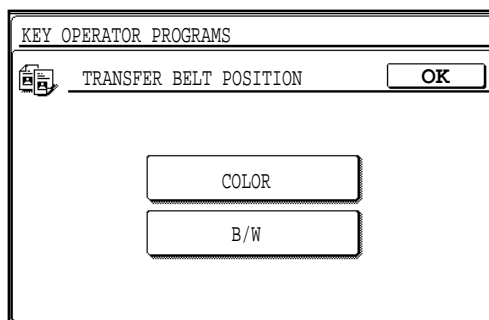 KEY OPERATOR PROGRAMS
TRANSFER BELT POSITION OK
COLOR
B/W